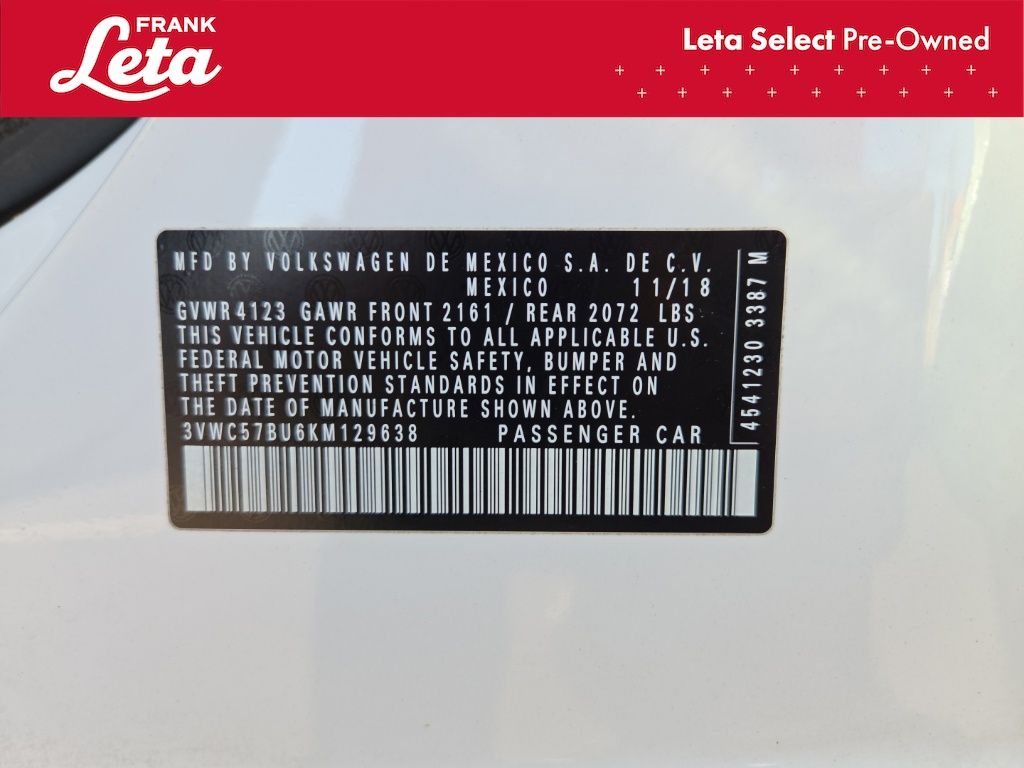 FRANK
Leta
Leta Select Pre-Owned
MFD BY VOLKSWAGEN DE MEXICO S.A. DE C.V.
MEXICO 11/18
GVWR 4123 GAWR FRONT 2161 / REAR 2072 LBS
THIS VEHICLE CONFORMS TO ALL APPLICABLE U.S.
FEDERAL MOTOR VEHICLE SAFETY, BUMPER AND
THEFT PREVENTION STANDARDS IN EFFECT ON
THE DATE OF MANUFACTURE SHOWN ABOVE.
3VWC57BU6KM129638 PASSENGER CAR
4541230 3387 M